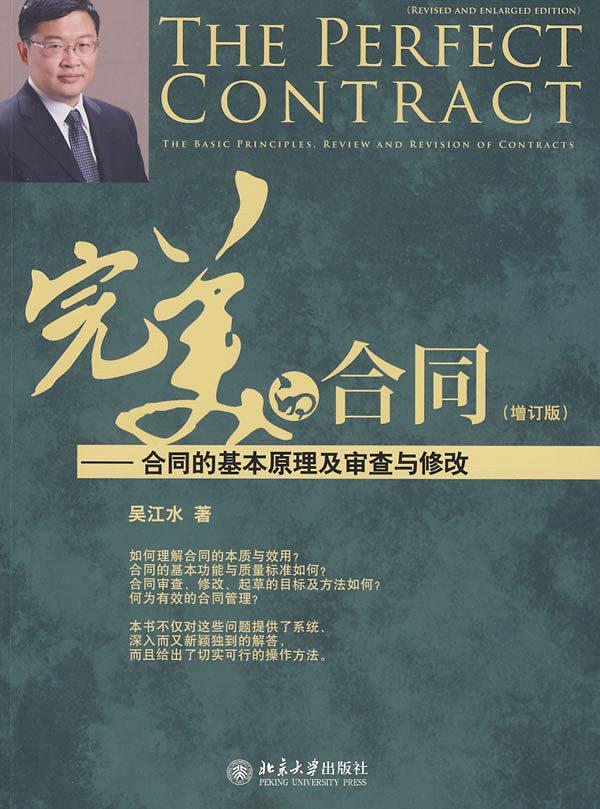 (REVISED AND ENLARGED EDITION)
THE PERFECT
CONTRACT
THE BASIC PRINCIPLES, REVIEW AND REVISION OF CONTRACTS
完美的合同
(增订版)
——合同的基本原理及审查与修改
吴江水 著
如何理解合同的本质与效用?
合同的基本功能与质量标准如何?
合同审查、修改、起草的目标及方法如何?
何为有效的合同管理?
本书不仅对这些问题提供了系统、
深入而又新颖独到的解答,
而且给出了切实可行的操作方法。
北京大学出版社
PEKING UNIVERSITY PRESS